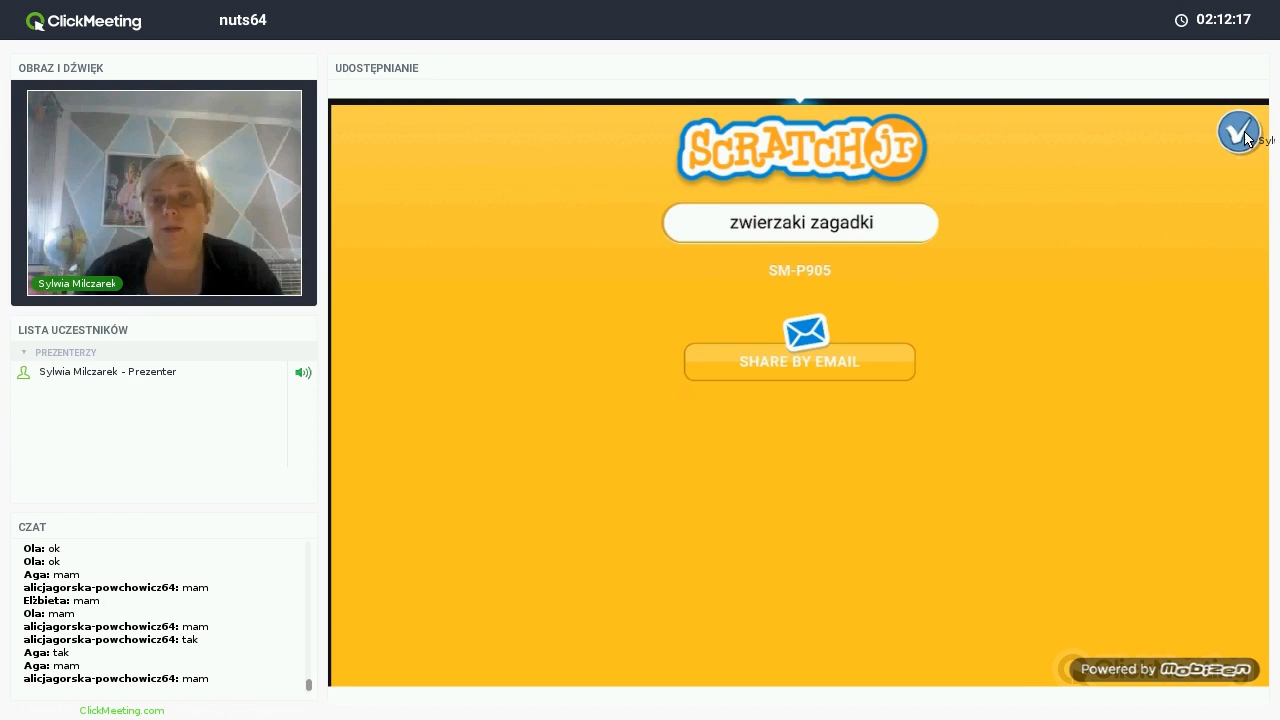 ClickMeeting
nuts64
02:12:17
OBRAZ I DŹWIĘK
Sylwia Milczarek
LISTA UCZESTNIKÓW
PREZENTERZY
Sylwia Milczarek - Prezenter
CZAT
Ola: ok
Ola: ok
Aga: mam
alicjagorska-powchowicz64: mam
Elżbieta: mam
Ola: mam
alicjagorska-powchowicz64: mam
alicjagorska-powchowicz64: tak
Aga: tak
Aga: mam
alicjagorska-powchowicz64: mam
ClickMeeting.com
UDOSTĘPNIANIE
SCRATCHJr
Syl
zwierzaki zagadki
SM-P905
SHARE BY EMAIL
Powered by MOBIZEN